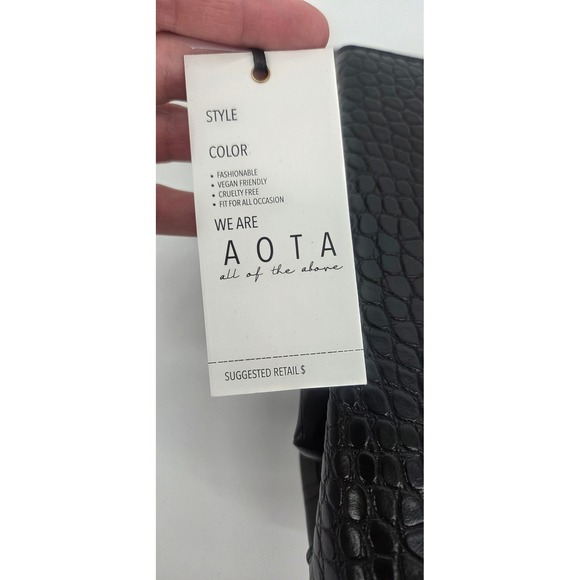 STYLE
COLOR
• FASHIONABLE
• VEGAN FRIENDLY
• CRUELTY FREE
• FIT FOR ALL OCCASION
WE ARE
AOTA
all of the above
SUGGESTED RETAIL $